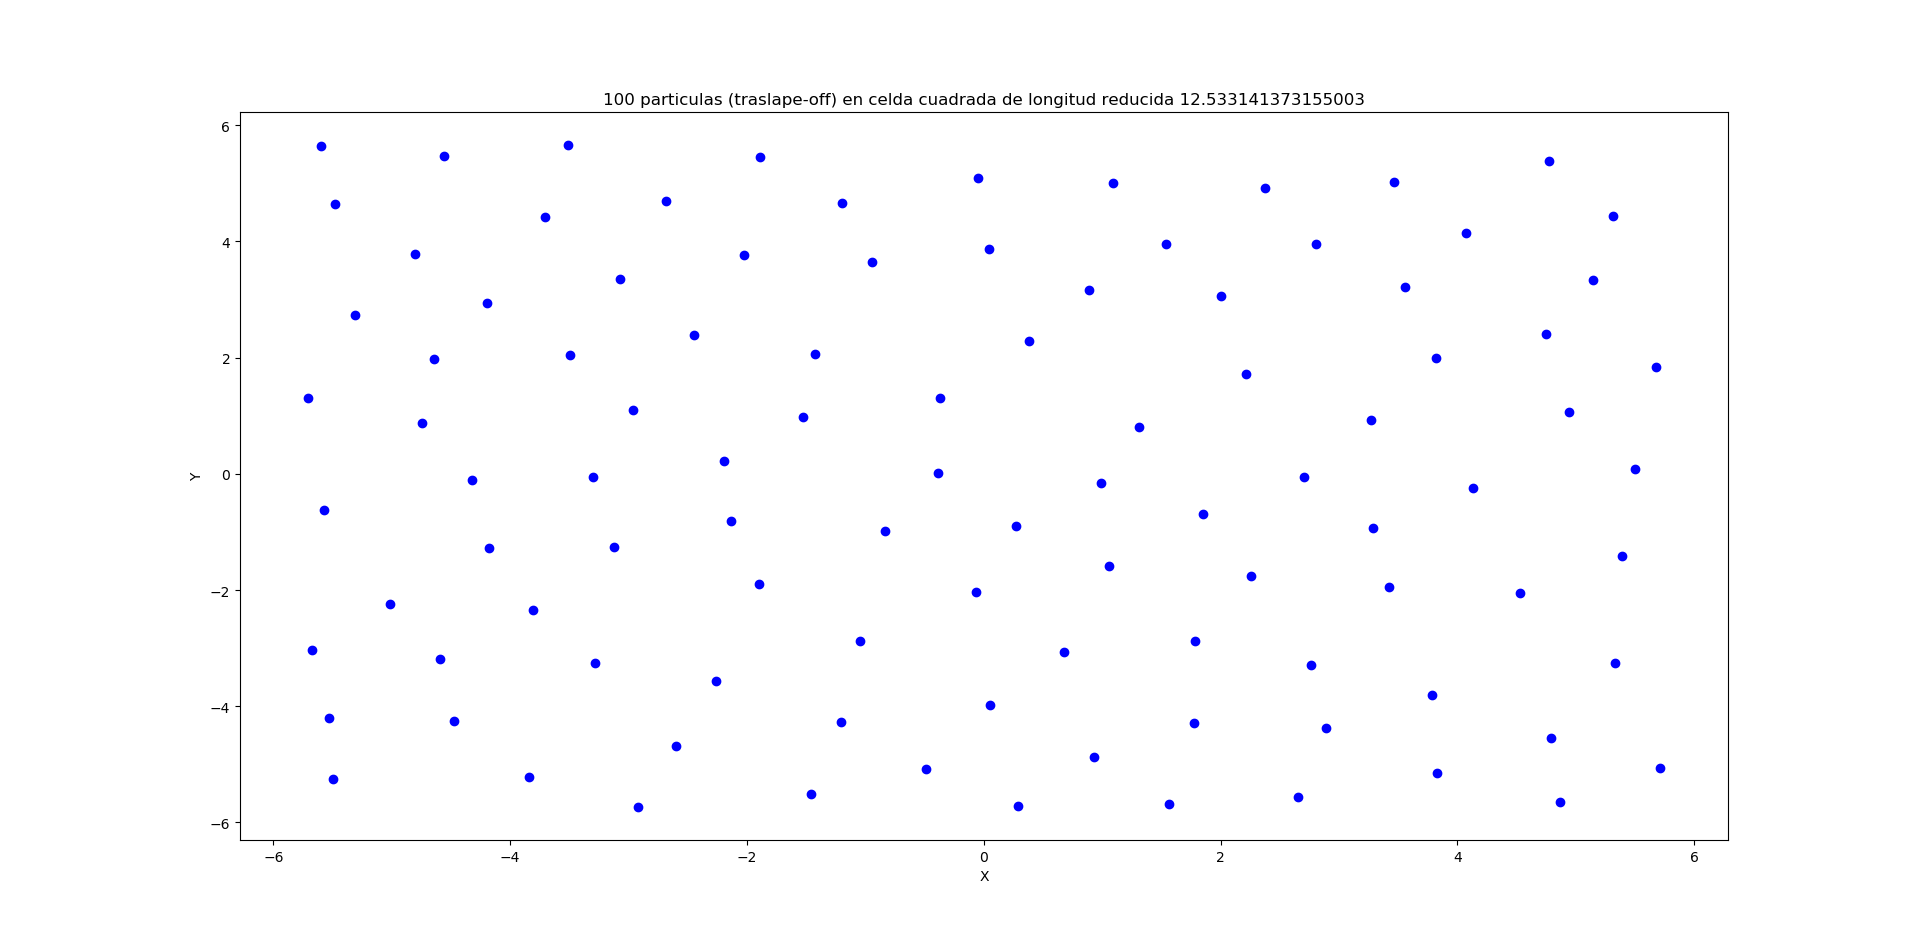 100 particulas (traslape-off) en celda cuadrada de longitud reducida 12.533141373155003
6
4
2
0
−2
−4
−6
Y
−6 −4 −2 0 2 4 6
X